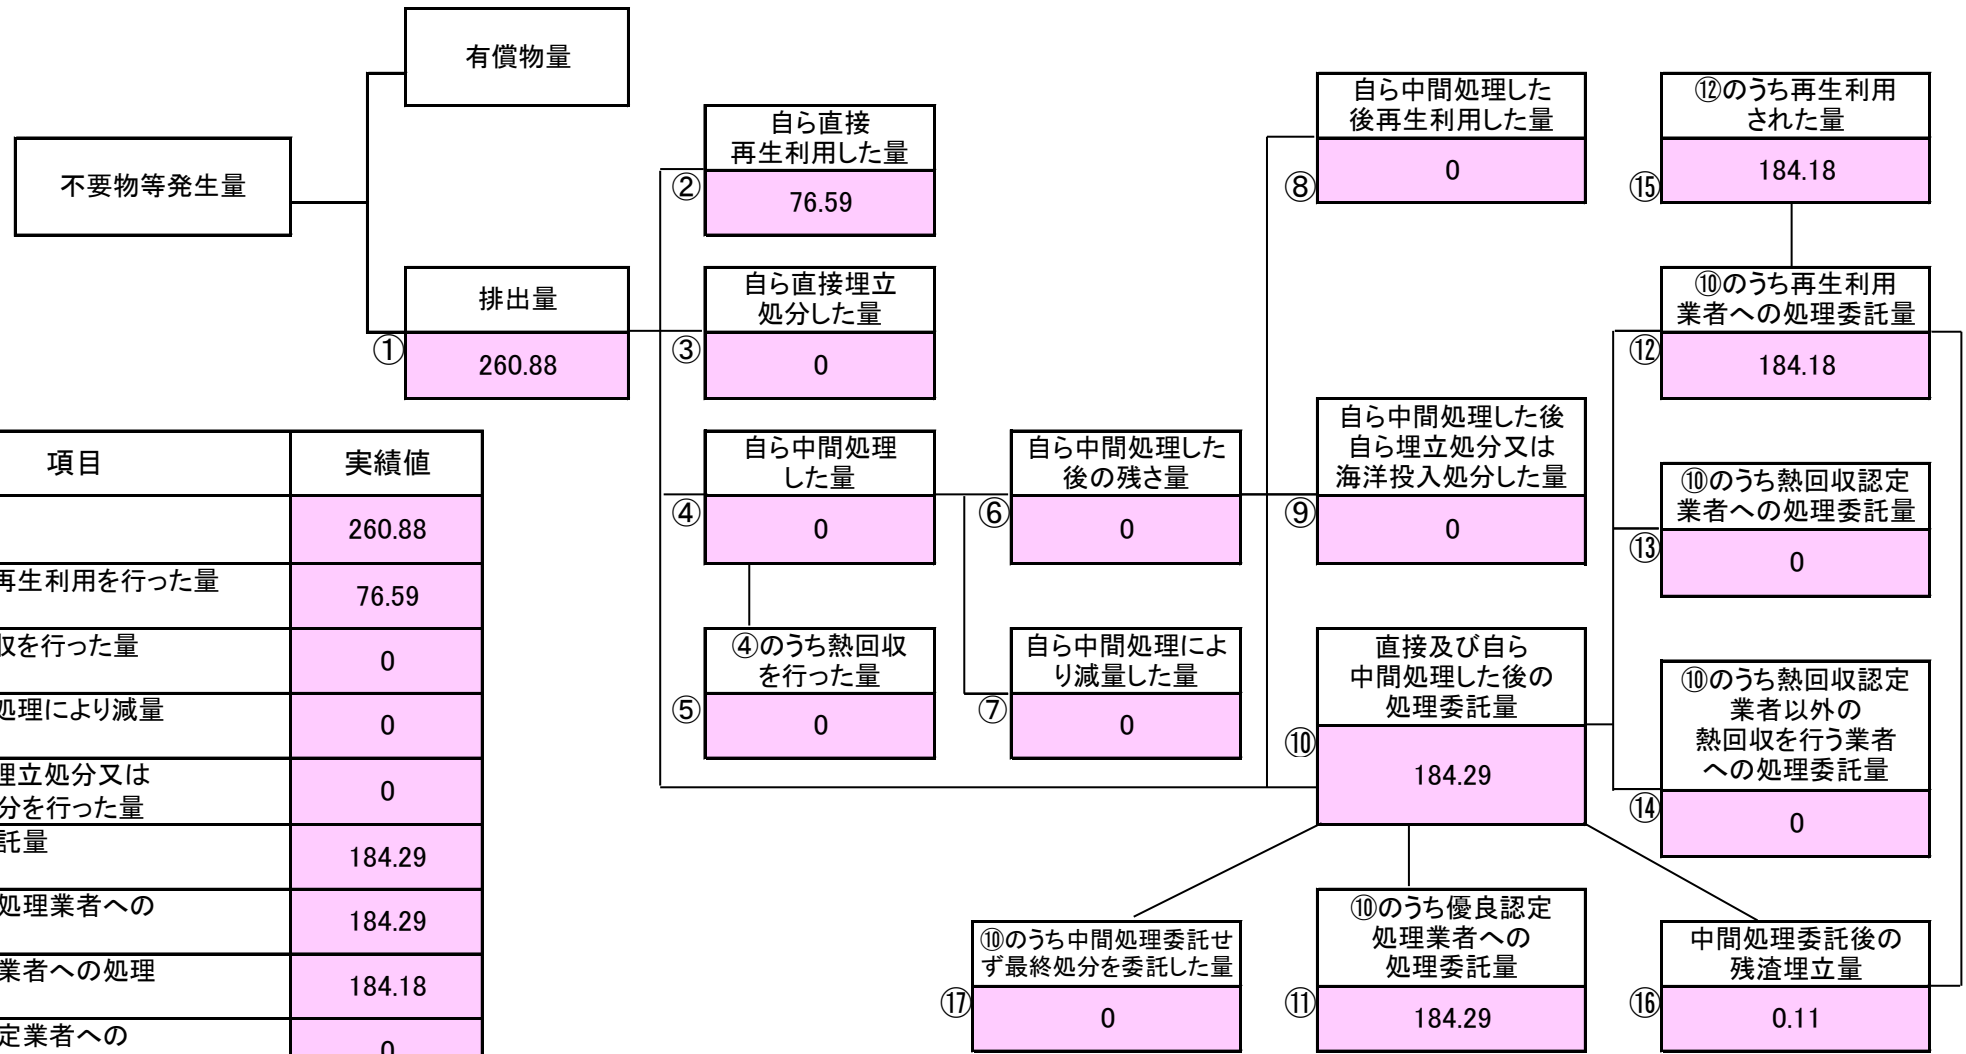 有償物量
不要物等発生量
排出量
①
260.88
自ら直接
再生利用した量
②
76.59
自ら直接埋立
処分した量
③
0
自ら中間処理
した量
④
0
④のうち熱回収
を行った量
⑤
0
自ら中間処理した
後の残さ量
⑥
0
自ら中間処理によ
り減量した量
⑦
0
自ら中間処理した
後再生利用した量
⑧
0
自ら中間処理した後
自ら埋立処分又は
海洋投入処分した量
⑨
0
直接及び自ら
中間処理した後の
処理委託量
⑩
184.29
⑫のうち再生利用
された量
⑮
184.18
⑩のうち再生利用
業者への処理委託量
⑫
184.18
⑩のうち熱回収認定
業者への処理委託量
⑬
0
⑩のうち熱回収認定
業者以外の
熱回収を行う業者
への処理委託量
⑭
0
⑩のうち中間処理委託せ
ず最終処分を委託した量
⑰
0
⑩のうち優良認定
処理業者への
処理委託量
⑪
184.29
中間処理委託後の
残渣埋立量
⑯
0.11
項目 実績値
260.88
再生利用を行った量
76.59
収を行った量
0
処理により減量
0
埋立処分又は
分を行った量
0
託量
184.29
処理業者への
184.29
業者への処理
184.18
定業者への
0